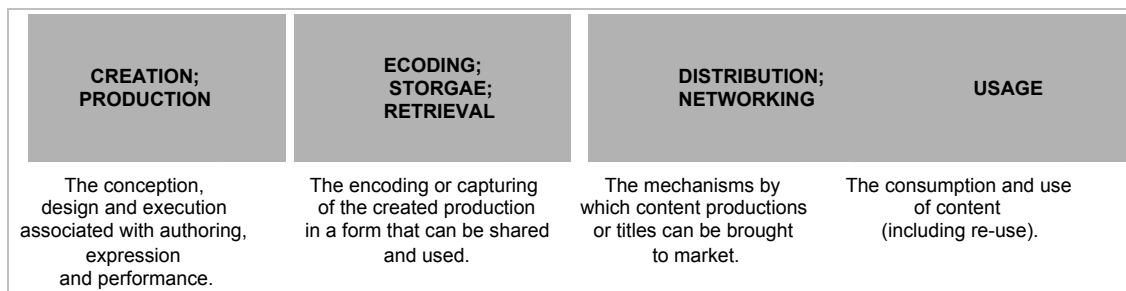 CREATION;
PRODUCTION
ECODING;
STORGAE;
RETRIEVAL
DISTRIBUTION;
NETWORKING
USAGE
The conception,
design and execution
associated with authoring,
expression
and performance.
The encoding or capturing
of the created production
in a form that can be shared
and used.
The mechanisms by
which content productions
or titles can be brought
to market.
The consumption and use
of content
(including re-use).